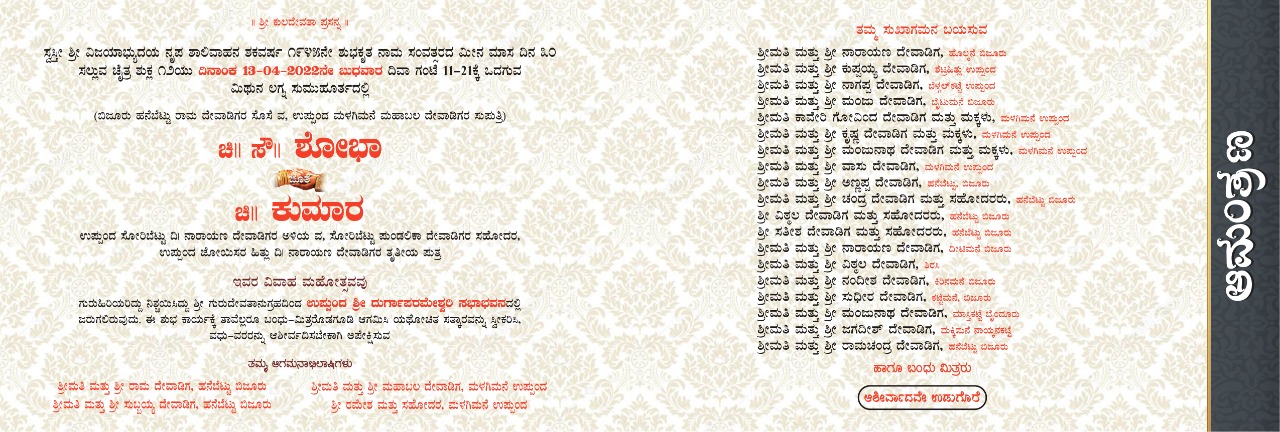 ॥ ಶ್ರೀ ಕುಲದೇವತಾ ಪ್ರಸನ್ನ ॥
ಸ್ವಸ್ತೀ ಶ್ರೀ ವಿಜಯಾಭ್ಯುದಯ ನೃಪ ಶಾಲಿವಾಹನ ಶಕವರ್ಷ ೧೯೪೫ನೇ ಶುಭಕೃತ ನಾಮ ಸಂವತ್ಸರದ ಮೀನ ಮಾಸ ದಿನ ೩೦
ಸಲ್ಲುವ ಚೈತ್ರ ಶುಕ್ಲ ೧೨ಯು ದಿನಾಂಕ 13-04-2022ನೇ ಬುಧವಾರ ದಿವಾ ಗಂಟೆ 11-21ಕ್ಕೆ ಒದಗುವ
ಮಿಥುನ ಲಗ್ನ ಸುಮುಹೂರ್ತದಲ್ಲಿ
(ಬಿಜೂರು ಹನೆಬೆಟ್ಟು ರಾಮ ದೇವಾಡಿಗರ ಸೊಸೆ ವ, ಉಪ್ಪುಂದ ಮಳಗಿಮನೆ ಮಹಾಬಲ ದೇವಾಡಿಗರ ಸುಪುತ್ರಿ)
ಚಿ॥ ಸೌ॥ ಶೋಭಾ
ಜೊತೆ
ಚಿ॥ ಕುಮಾರ
ಉಪ್ಪುಂದ ಸೋರಿಬೆಟ್ಟು ದಿ| ನಾರಾಯಣ ದೇವಾಡಿಗರ ಅಳಿಯ ವ, ಸೋರಿಬೆಟ್ಟು ಪುಂಡಲಿಕಾ ದೇವಾಡಿಗರ ಸಹೋದರ,
ಉಪ್ಪುಂದ ಚೋಯಿಸರ ಹಿತ್ಲು ದಿ| ನಾರಾಯಣ ದೇವಾಡಿಗರ ತೃತೀಯ ಪುತ್ರ
ಇವರ ವಿವಾಹ ಮಹೋತ್ಸವವು
ಗುರುಹಿರಿಯರಿದ್ದು ನಿಶ್ಚಯಿಸಿದ್ದು ಶ್ರೀ ಗುರುದೇವತಾನುಗ್ರಹದಿಂದ ಉಪ್ಪುಂದ ಶ್ರೀ ದುರ್ಗಾಪರಮೇಶ್ವರಿ ಸಭಾಭವನದಲ್ಲಿ
ಜರುಗಲಿರುವುದು. ಈ ಶುಭ ಕಾರ್ಯಕ್ಕೆ ತಾವೆಲ್ಲರೂ ಬಂಧು-ಮಿತ್ರರೊಡಗೂಡಿ ಆಗಮಿಸಿ ಯಥೋಚಿತ ಸತ್ಕಾರವನ್ನು ಸ್ವೀಕರಿಸಿ,
ವಧು-ವರರನ್ನು ಆಶೀರ್ವದಿಸಬೇಕಾಗಿ ಅಪೇಕ್ಷಿಸುವ
ತಮ್ಮ ಆಗಮನಾಭಿಲಾಷಿಗಳು
ಶ್ರೀಮತಿ ಮತ್ತು ಶ್ರೀ ರಾಮ ದೇವಾಡಿಗ, ಹನೆಬೆಟ್ಟು ಬಿಜೂರು
ಶ್ರೀಮತಿ ಮತ್ತು ಶ್ರೀ ಸುಬ್ಬಯ್ಯ ದೇವಾಡಿಗ, ಹನೆಬೆಟ್ಟು ಬಿಜೂರು
ಶ್ರೀಮತಿ ಮತ್ತು ಶ್ರೀ ಮಹಾಬಲ ದೇವಾಡಿಗ, ಮಳಗಿಮನೆ ಉಪ್ಪುಂದ
ಶ್ರೀ ರಮೇಶ ಮತ್ತು ಸಹೋದರ, ಮಳಗಿಮನೆ ಉಪ್ಪುಂದ
ತಮ್ಮ ಸುಖಾಗಮನ ಬಯಸುವ
ಶ್ರೀಮತಿ ಮತ್ತು ಶ್ರೀ ನಾರಾಯಣ ದೇವಾಡಿಗ, ಹೊಲ್ಮನೆ ಬಿಜೂರು
ಶ್ರೀಮತಿ ಮತ್ತು ಶ್ರೀ ಕುಪ್ಪಯ್ಯ ದೇವಾಡಿಗ, ಶೆಟ್ರಹಿತ್ಲು ಉಪ್ಪುಂದ
ಶ್ರೀಮತಿ ಮತ್ತು ಶ್ರೀ ನಾಗಪ್ಪ ದೇವಾಡಿಗ, ಬೆಳ್ಗಲ್‌ಕಟ್ಟೆ ಉಪ್ಪುಂದ
ಶ್ರೀಮತಿ ಮತ್ತು ಶ್ರೀ ಮಂಜು ದೇವಾಡಿಗ, ಬೈಟುಮನೆ ಬಿಜೂರು
ಶ್ರೀಮತಿ ಕಾವೇರಿ ಗೋವಿಂದ ದೇವಾಡಿಗ ಮತ್ತು ಮಕ್ಕಳು, ಮಳಗಿಮನೆ ಉಪ್ಪುಂದ
ಶ್ರೀಮತಿ ಮತ್ತು ಶ್ರೀ ಕೃಷ್ಣ ದೇವಾಡಿಗ ಮತ್ತು ಮಕ್ಕಳು, ಮಳಗಿಮನೆ ಉಪ್ಪುಂದ
ಶ್ರೀಮತಿ ಮತ್ತು ಶ್ರೀ ಮಂಜುನಾಥ ದೇವಾಡಿಗ ಮತ್ತು ಮಕ್ಕಳು, ಮಳಗಿಮನೆ ಉಪ್ಪುಂದ
ಶ್ರೀಮತಿ ಮತ್ತು ಶ್ರೀ ವಾಸು ದೇವಾಡಿಗ, ಮಳಗಿಮನೆ ಉಪ್ಪುಂದ
ಶ್ರೀಮತಿ ಮತ್ತು ಶ್ರೀ ಅಣ್ಣಪ್ಪ ದೇವಾಡಿಗ, ಹನೆಬೆಟ್ಟು, ಬಿಜೂರು
ಶ್ರೀಮತಿ ಮತ್ತು ಶ್ರೀ ಚಂದ್ರ ದೇವಾಡಿಗ ಮತ್ತು ಸಹೋದರರು, ಹನೆಬೆಟ್ಟು ಬಿಜೂರು
ಶ್ರೀ ವಿಠ್ಠಲ ದೇವಾಡಿಗ ಮತ್ತು ಸಹೋದರರು, ಹನೆಬೆಟ್ಟು ಬಿಜೂರು
ಶ್ರೀ ಸತೀಶ ದೇವಾಡಿಗ ಮತ್ತು ಸಹೋದರರು, ಹನೆಬೆಟ್ಟು ಬಿಜೂರು
ಶ್ರೀಮತಿ ಮತ್ತು ಶ್ರೀ ನಾರಾಯಣ ದೇವಾಡಿಗ, ದೀಟಿಮನೆ ಬಿಜೂರು
ಶ್ರೀಮತಿ ಮತ್ತು ಶ್ರೀ ವಿಠ್ಠಲ ದೇವಾಡಿಗ, ಶಿರಸಿ
ಶ್ರೀಮತಿ ಮತ್ತು ಶ್ರೀ ನಂದೀಶ ದೇವಾಡಿಗ, ಕಿರಿಮನೆ ಬಿಜೂರು
ಶ್ರೀಮತಿ ಮತ್ತು ಶ್ರೀ ಸುಧೀರ ದೇವಾಡಿಗ, ಕಟ್ಟೆಮನೆ, ಬಿಜೂರು
ಶ್ರೀಮತಿ ಮತ್ತು ಶ್ರೀ ಮಂಜುನಾಥ ದೇವಾಡಿಗ, ಮಾಸ್ತಿಕಟ್ಟೆ ಬೈಂದೂರು
ಶ್ರೀಮತಿ ಮತ್ತು ಶ್ರೀ ಜಗದೀಶ್ ದೇವಾಡಿಗ, ದುಕ್ಕಿಮನೆ ನಾಯ್ಕನಕಟ್ಟೆ
ಶ್ರೀಮತಿ ಮತ್ತು ಶ್ರೀ ರಾಮಚಂದ್ರ ದೇವಾಡಿಗ, ಹನೆಬೆಟ್ಟು ಬಿಜೂರು
ಹಾಗೂ ಬಂಧು ಮಿತ್ರರು
ಆಶೀರ್ವಾದವೇ ಉಡುಗೊರೆ
ಆಮಂತ್ರಣ